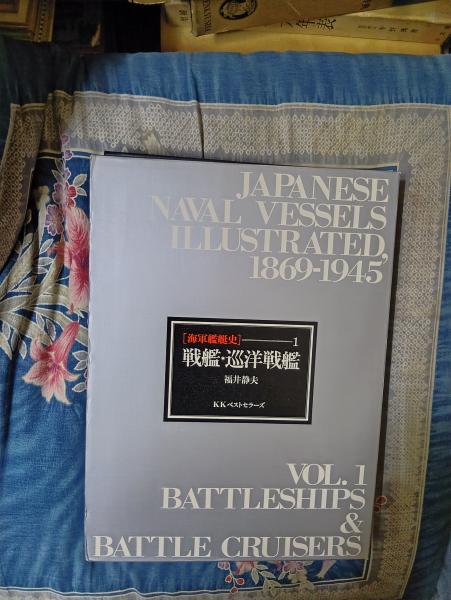 JAPANESE
NAVAL VESSELS
ILLUSTRATED,
1869-1945
[海軍艦艇史]
1
戦艦・巡洋戦艦
福井静夫
KKベストセラーズ
VOL. 1
BATTLESHIPS
&
BATTLE CRUISERS